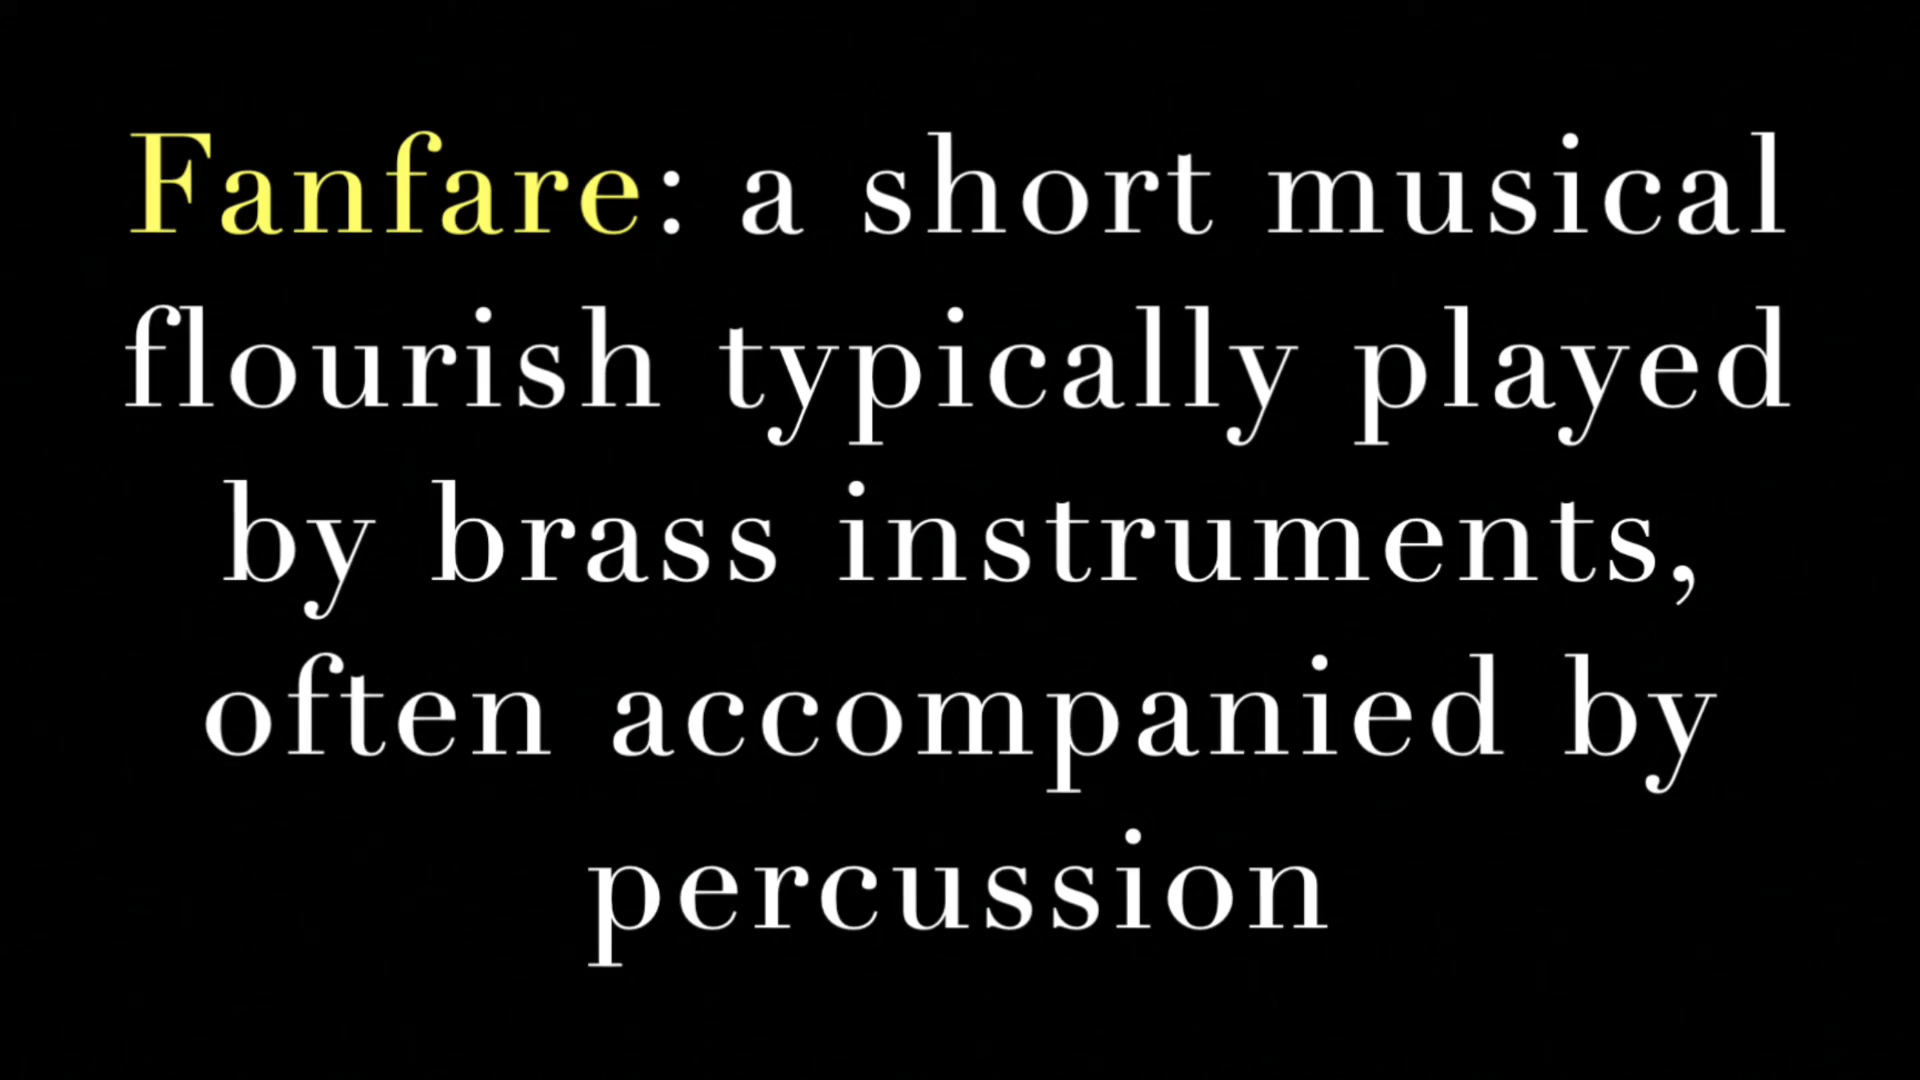 Fanfare: a short musical
flourish typically played
by brass instruments,
often accompanied by
percussion